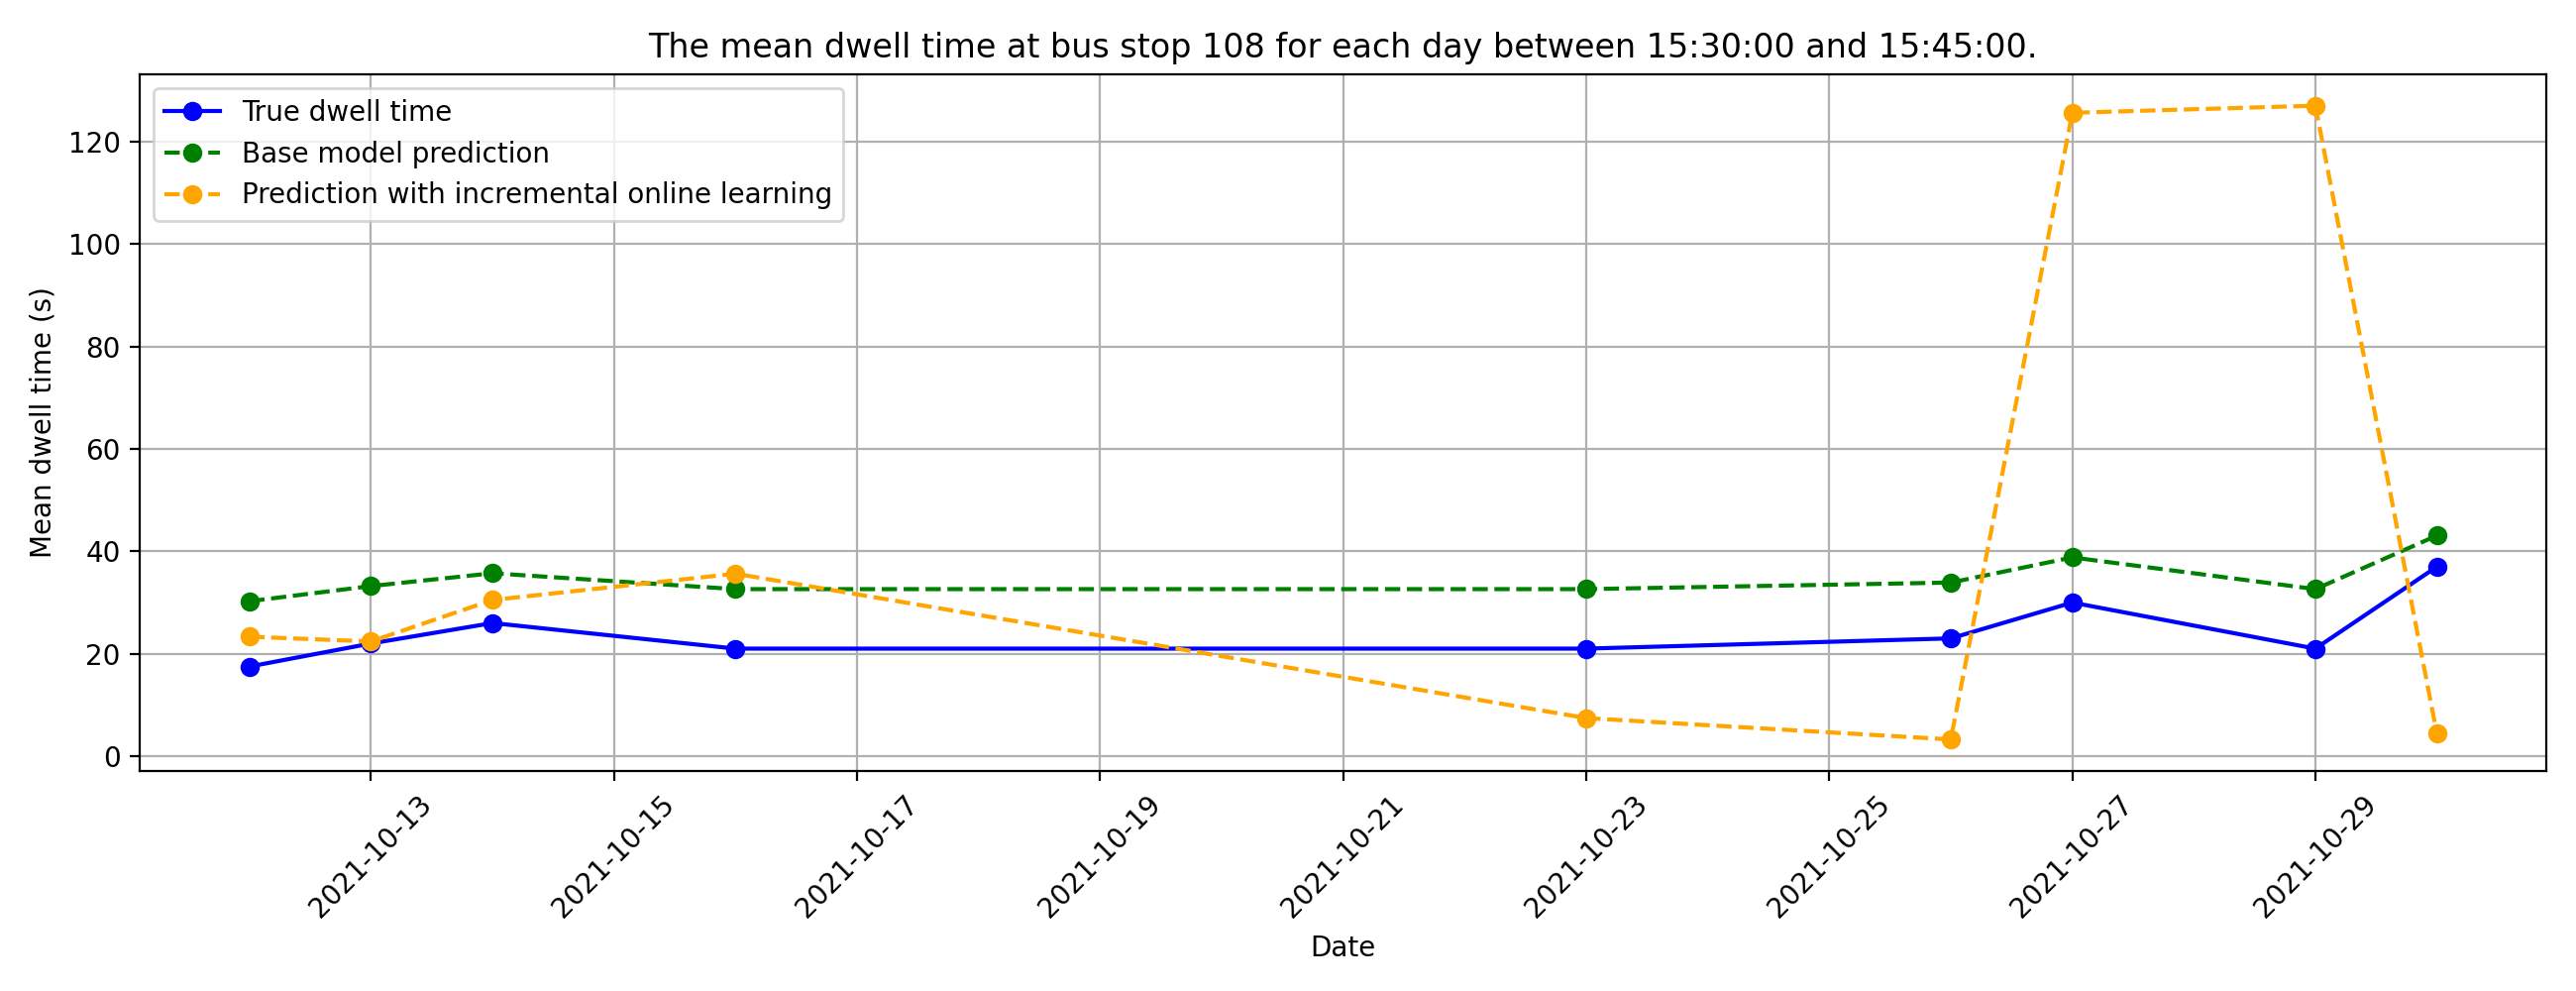 The mean dwell time at bus stop 108 for each day between 15:30:00 and 15:45:00.
True dwell time
Base model prediction
Prediction with incremental online learning
Mean dwell time (s)
120
100
80
60
40
20
0
2021-10-13
2021-10-15
2021-10-17
2021-10-19
2021-10-21
2021-10-23
2021-10-25
2021-10-27
2021-10-29
Date